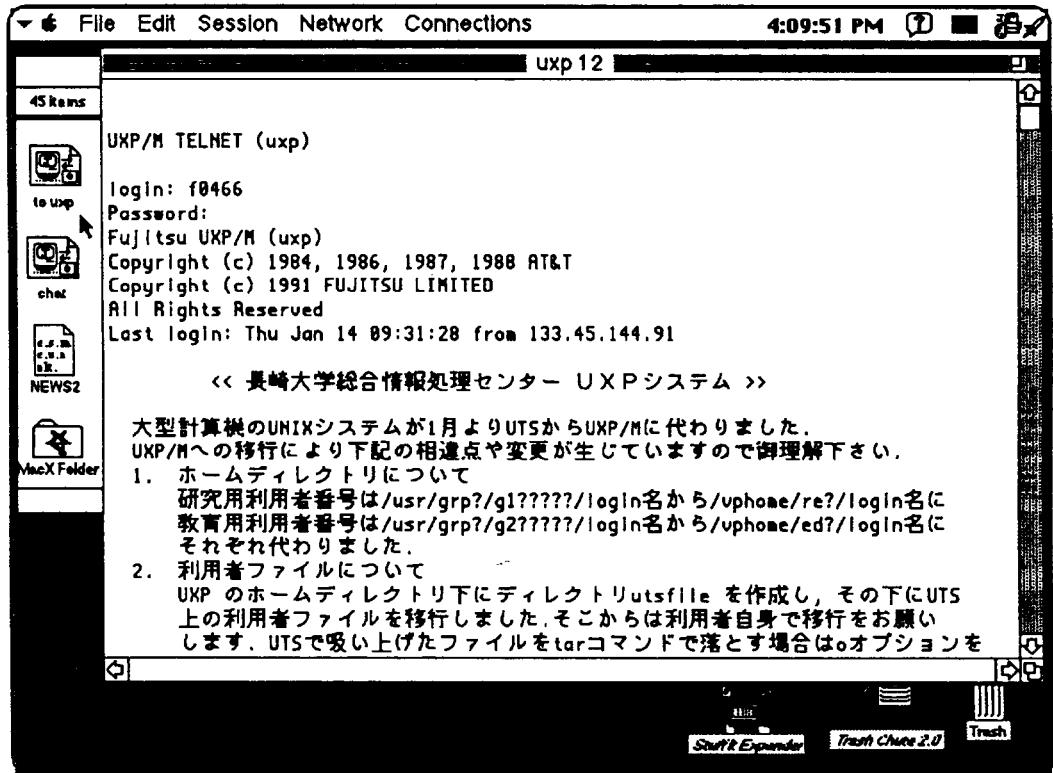 File Edit Session Network Connections 4:09:51 PM
uxp 12
45 items
to uxp
chat
NEWS2
MacX Folder
UXP/M TELNET (uxp)
login: f0466
Password:
Fujitsu UXP/M (uxp)
Copyright (c) 1984, 1986, 1987, 1988 AT&T
Copyright (c) 1991 FUJITSU LIMITED
All Rights Reserved
Last login: Thu Jan 14 09:31:28 from 133.45.144.91
<< 長崎大学総合情報処理センター UXPシステム >>
大型計算機のUNIXシステムが1月よりUTSからUXP/Mに代わりました.
UXP/Mへの移行により下記の相違点や変更が生じていますので御理解下さい.
1. ホームディレクトリについて
研究用利用者番号は/usr/grp?/g1?????/login名から/vphome/re?/login名に
教育用利用者番号は/usr/grp?/g2?????/login名から/vphome/ed?/login名に
それぞれ代わりました.
2. 利用者ファイルについて
UXP のホームディレクトリ下にディレクトリutsfile を作成し, その下にUTS
上の利用者ファイルを移行しました.そこからは利用者自身で移行をお願い
します. UTSで吸い上げたファイルをtarコマンドで落とす場合はoオプションを
StuffIt Expander
Trash Chute 2.0
Trash